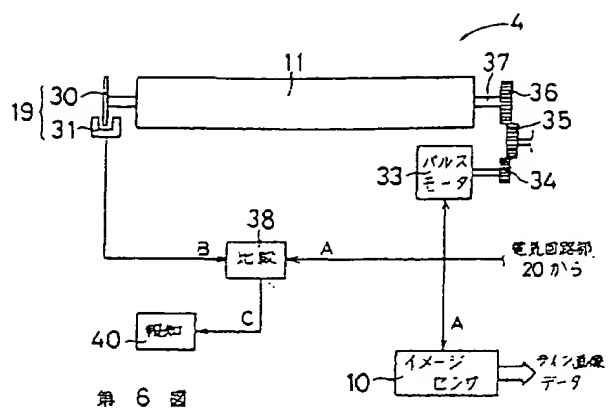 4
11
37
36
35
30
19
31
パルス
モータ
33
34
38
比較
B
A
電気回路部
20から
A
C
報知
40
イメージ
センサ
10
ライン画像
データ
第 6 図